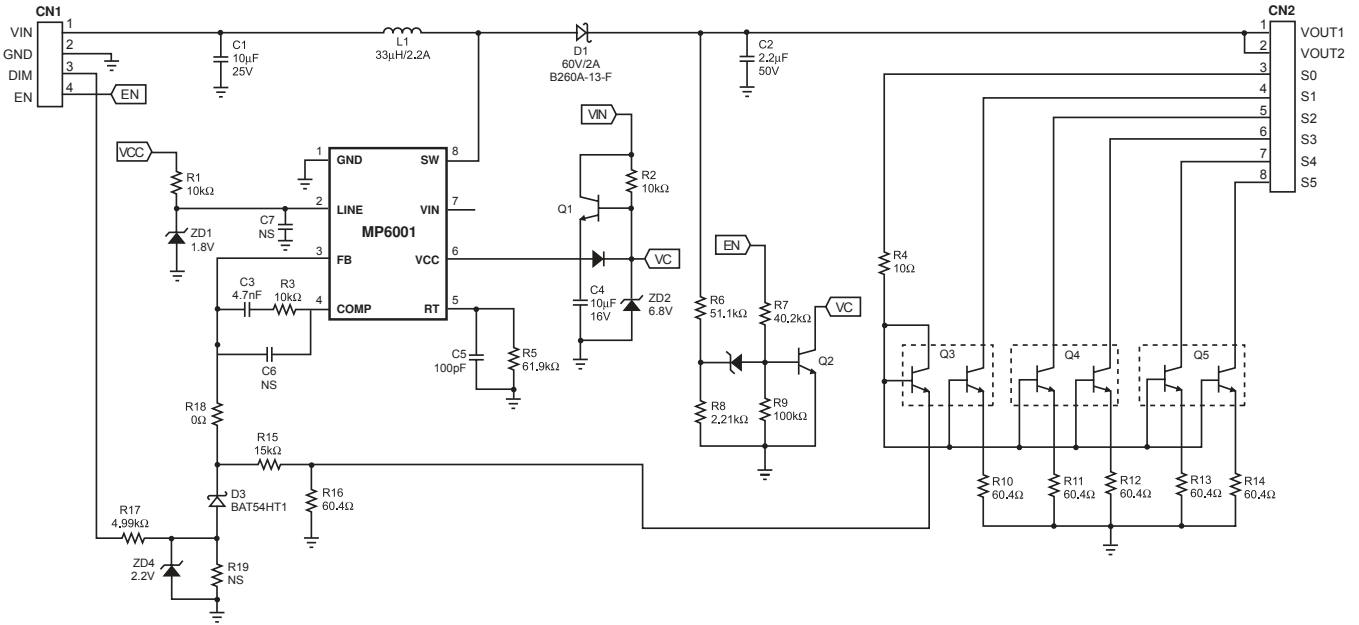 CN1
VIN 1
GND 2
DIM 3
EN 4
EN
C1
10μF
25V
L1
33μH/2.2A
D1
60V/2A
B260A-13-F
C2
2.2μF
50V
CN2
1 VOUT1
2 VOUT2
3 S0
4 S1
5 S2
6 S3
7 S4
8 S5
VCC
R1
10kΩ
ZD1
1.8V
C7
NS
1 GND SW 8
2 LINE VIN 7
MP6001
3 FB VCC 6
4 COMP RT 5
C3
4.7nF
R3
10kΩ
C6
NS
C5
100pF
R5
61.9kΩ
VIN
R2
10kΩ
Q1
VC
C4
10μF
16V
ZD2
6.8V
EN
R6
51.1kΩ
R7
40.2kΩ
VC
Q2
R8
2.21kΩ
R9
100kΩ
R4
10Ω
Q3
Q4
Q5
R10
60.4Ω
R11
60.4Ω
R12
60.4Ω
R13
60.4Ω
R14
60.4Ω
R18
0Ω
R15
15kΩ
R16
60.4Ω
D3
BAT54HT1
R17
4.99kΩ
ZD4
2.2V
R19
NS